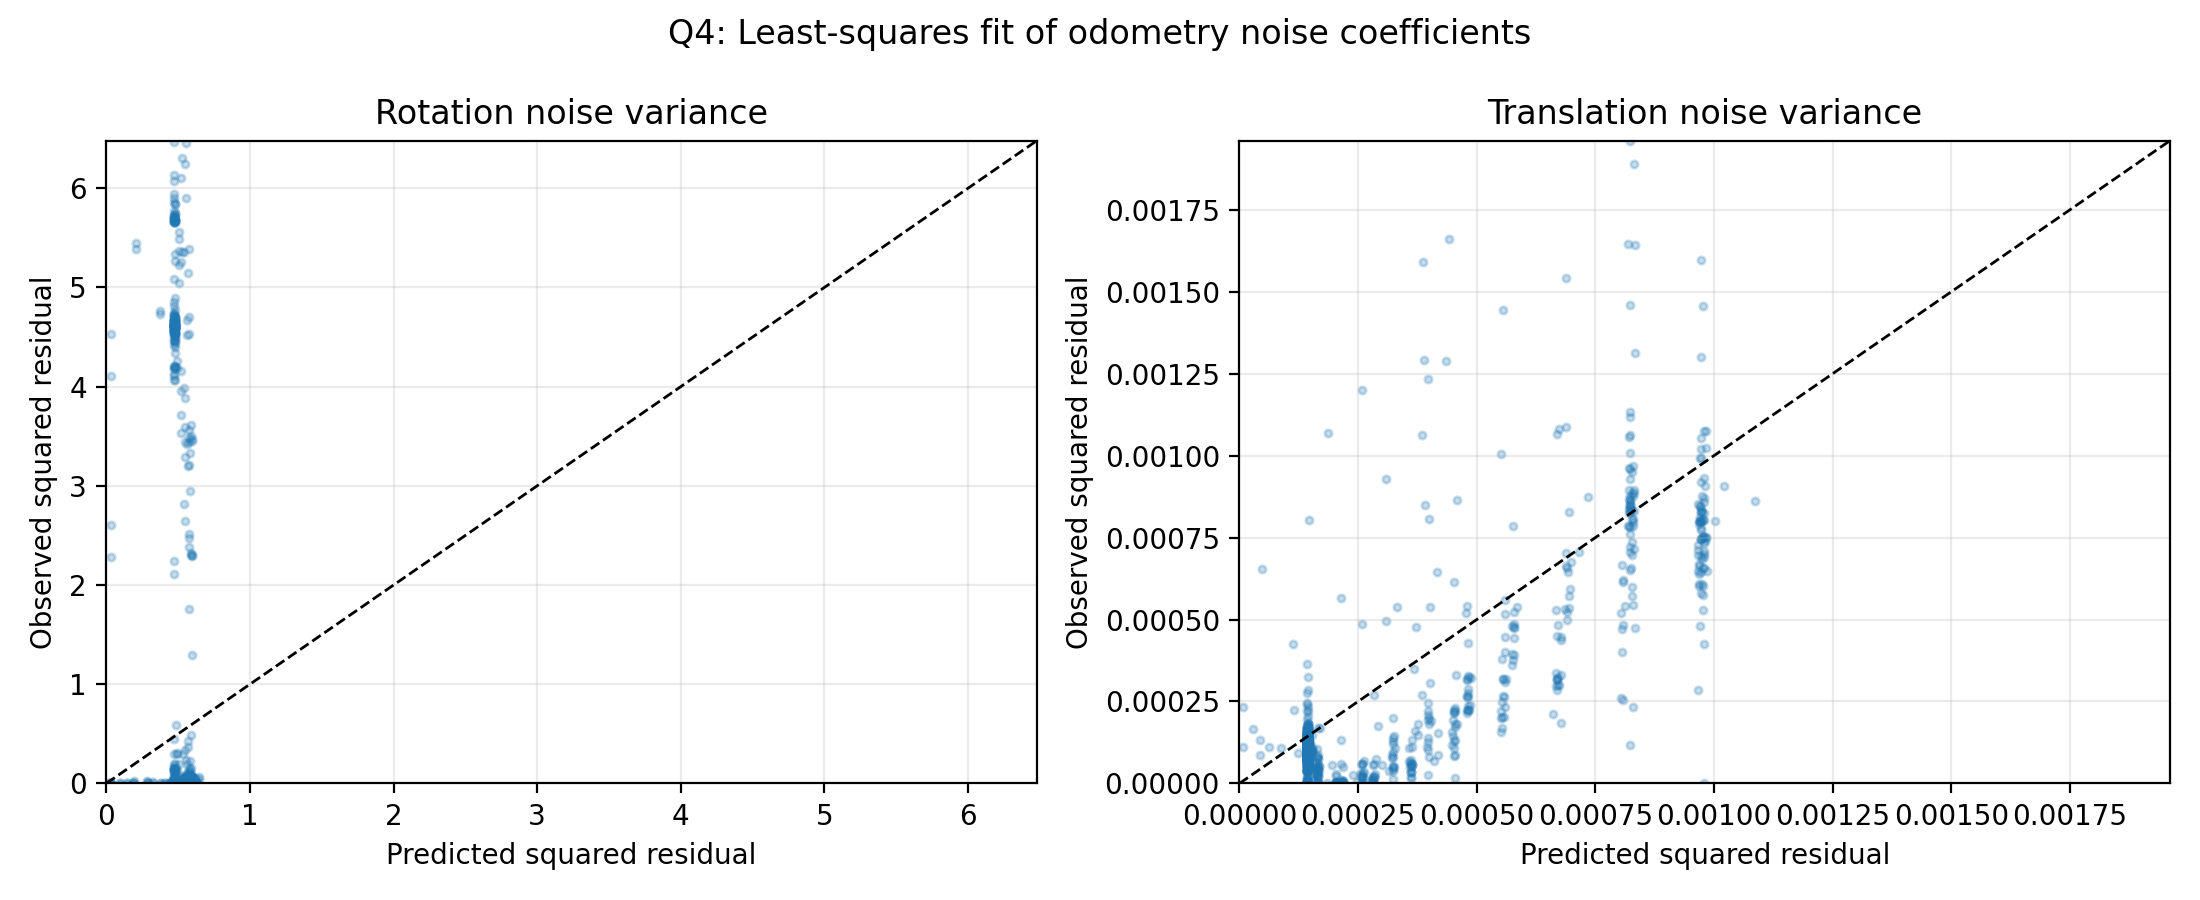 Q4: Least-squares fit of odometry noise coefficients
Rotation noise variance
Observed squared residual
6
5
4
3
2
1
0
0 1 2 3 4 5 6
Predicted squared residual
Translation noise variance
Observed squared residual
0.00175
0.00150
0.00125
0.00100
0.00075
0.00050
0.00025
0.00000
0.00000 0.00025 0.00050 0.00075 0.00100 0.00125 0.00150 0.00175
Predicted squared residual